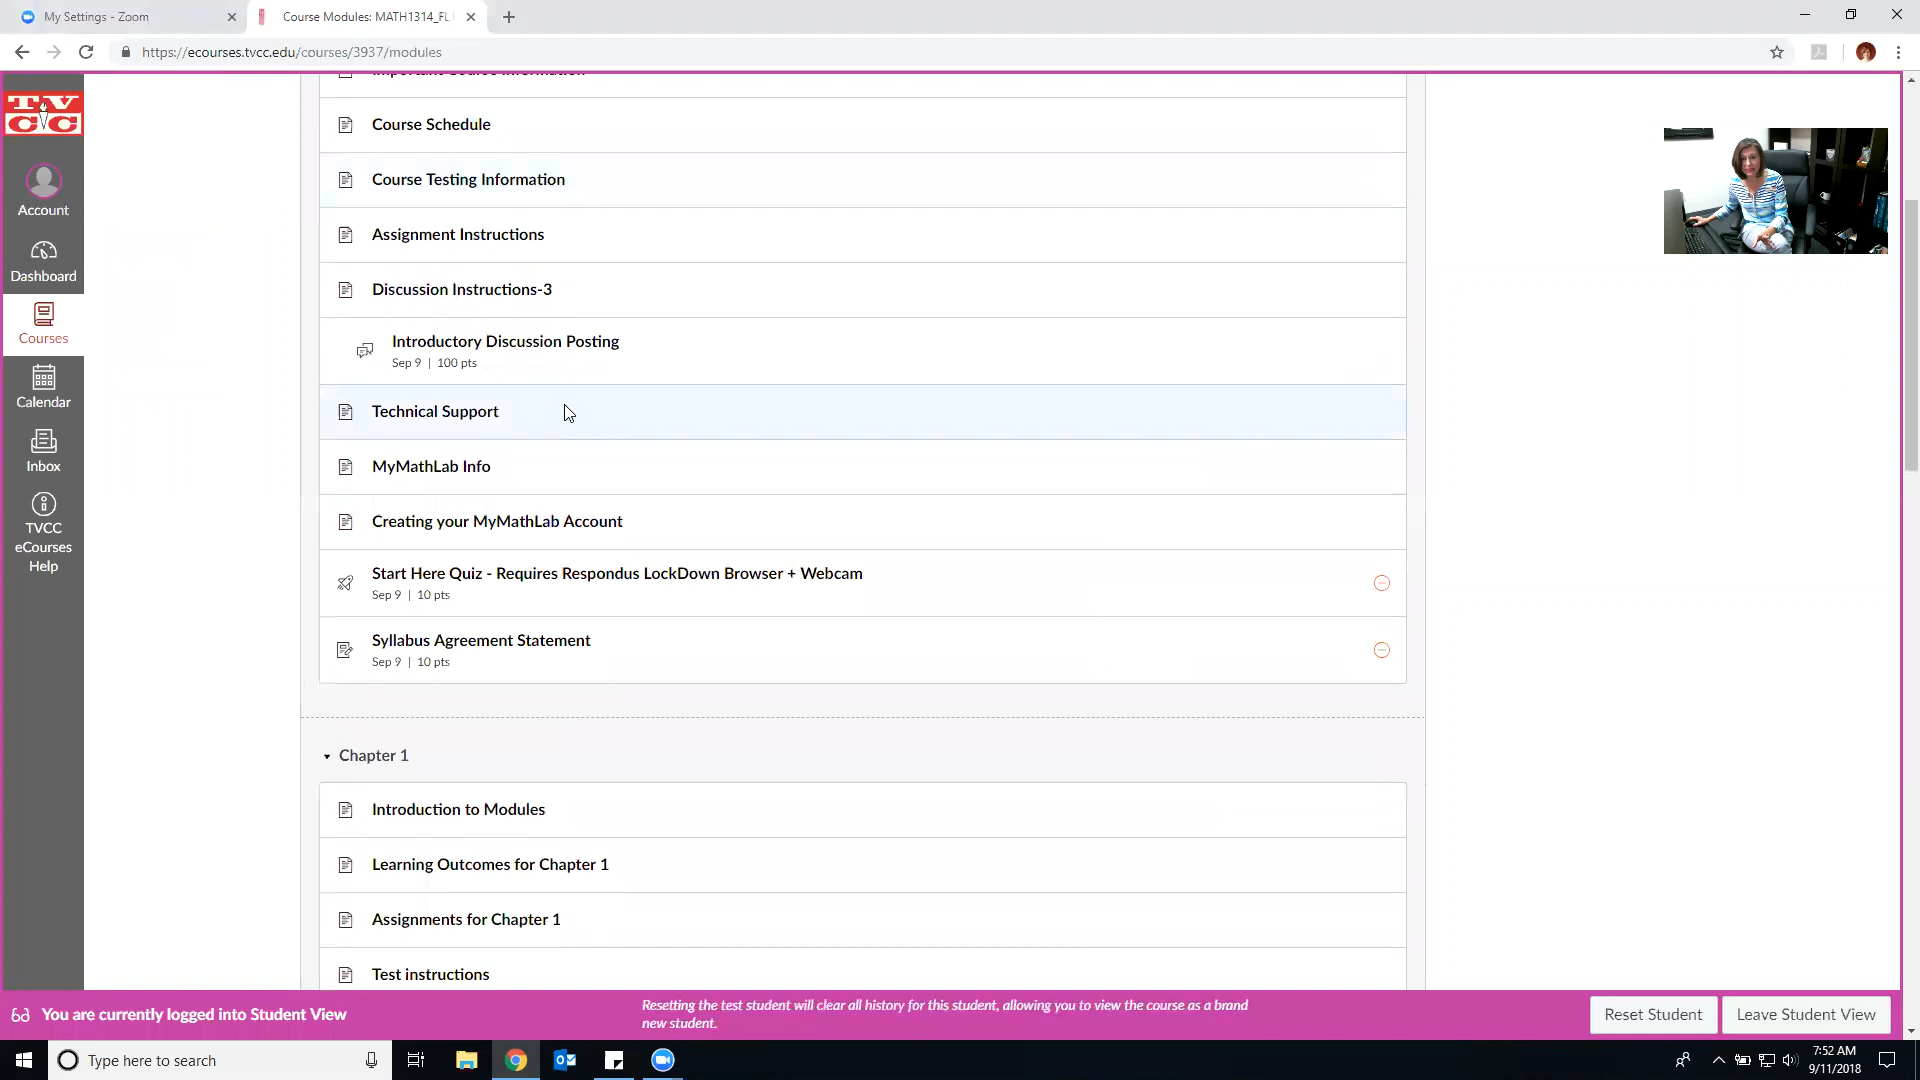 My Settings - Zoom
Course Modules: MATH1314_FL
https://ecourses.tvcc.edu/courses/3937/modules
Important Course Information
TV
CC
Account
Dashboard
Courses
Calendar
Inbox
TVCC
eCourses
Help
Course Schedule
Course Testing Information
Assignment Instructions
Discussion Instructions-3
Introductory Discussion Posting
Sep 9 | 100 pts
Technical Support
MyMathLab Info
Creating your MyMathLab Account
Start Here Quiz - Requires Respondus LockDown Browser + Webcam
Sep 9 | 10 pts
Syllabus Agreement Statement
Sep 9 | 10 pts
Chapter 1
Introduction to Modules
Learning Outcomes for Chapter 1
Assignments for Chapter 1
Test instructions
You are currently logged into Student View
Resetting the test student will clear all history for this student, allowing you to view the course as a brand
new student.
Reset Student
Leave Student View
Type here to search
7:52 AM
9/11/2018